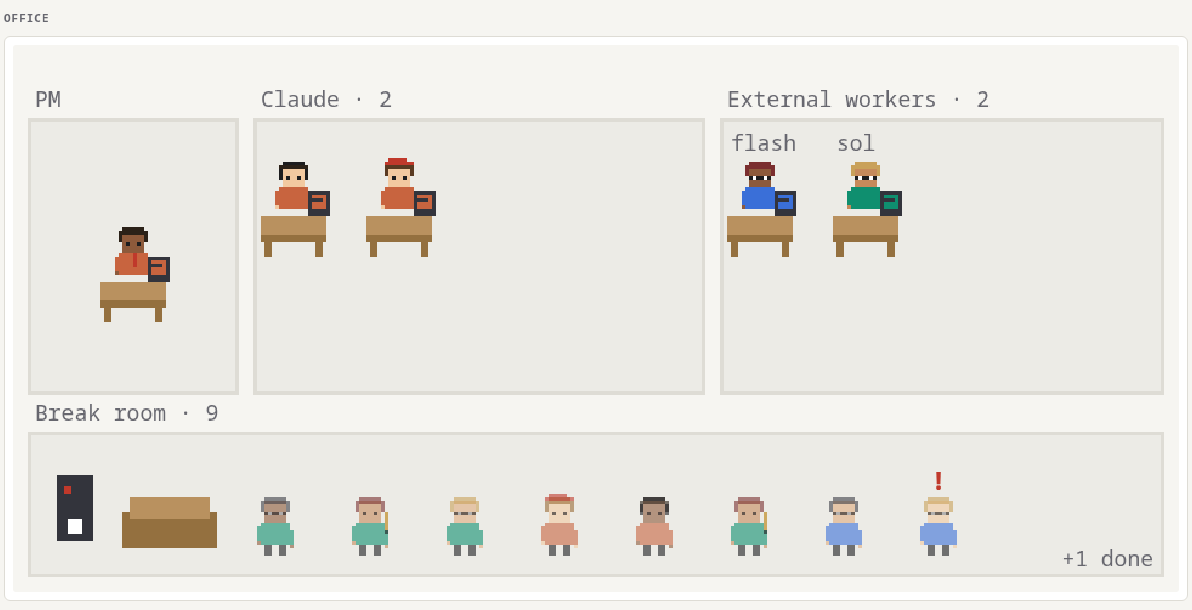 OFFICE
PM
Claude · 2
External workers · 2
flash
sol
Break room · 9
!
+1 done